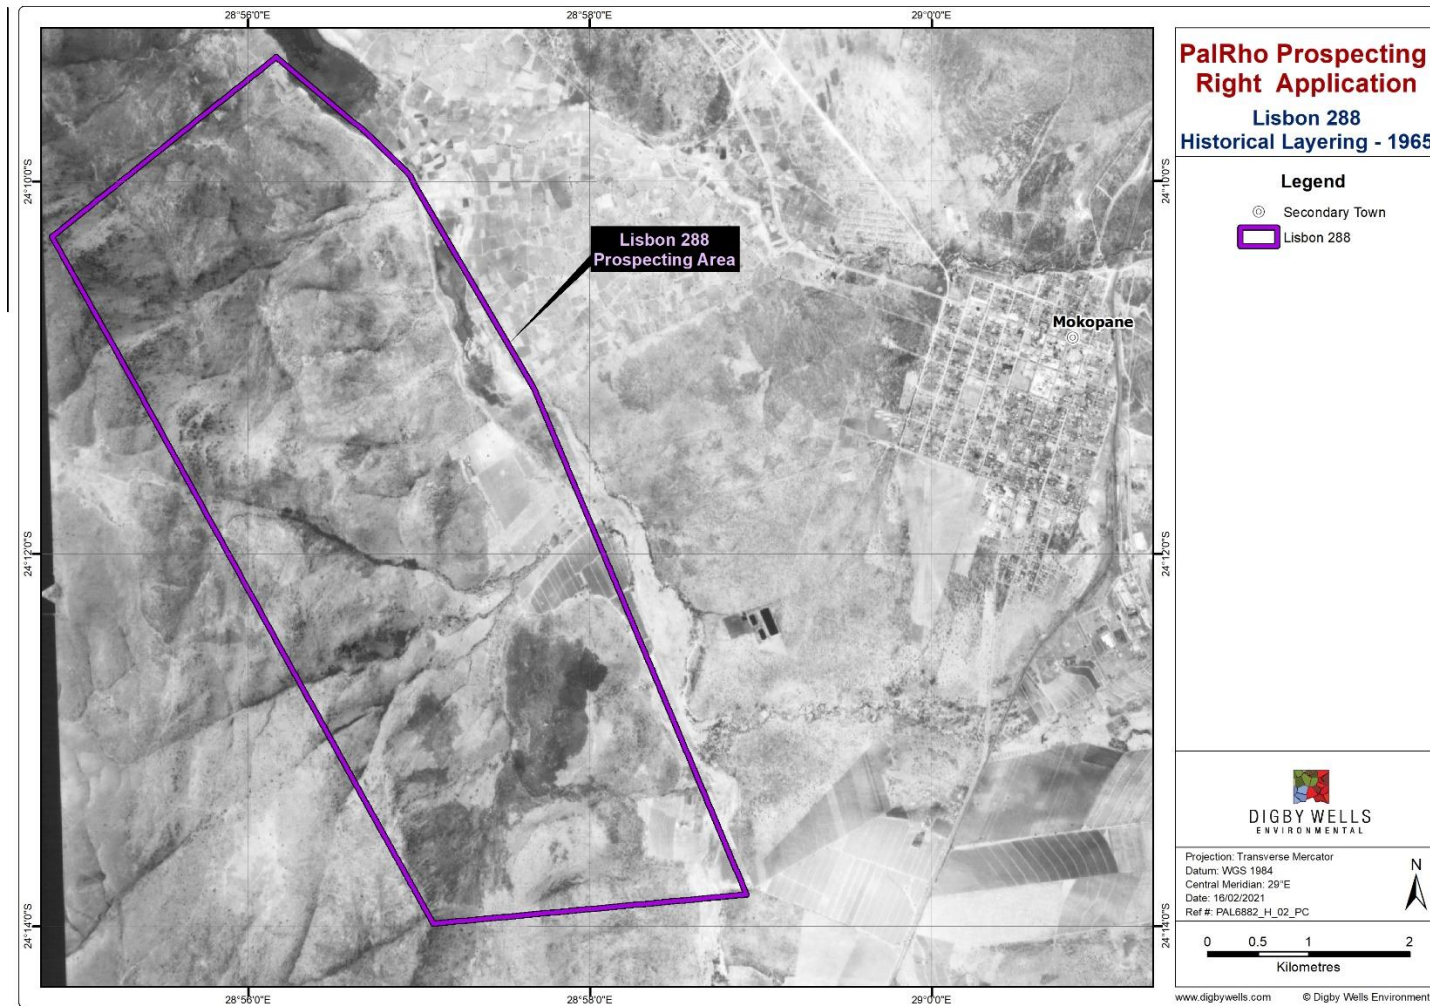 28°56'0"E
28°58'0"E
29°0'0"E
PalRho Prospecting
Right Application
Lisbon 288
Historical Layering - 1965
Legend
Secondary Town
Lisbon 288
24°10'0"S
24°10'0"S
Lisbon 288
Prospecting Area
Mokopane
24°12'0"S
24°12'0"S
DIGBY WELLS
ENVIRONMENTAL
Projection: Transverse Mercator
Datum: WGS 1984
Central Meridian: 29°E
Date: 16/02/2021
Ref #: PAL6882_H_02_PC
N
24°14'0"S
24°14'0"S
0 0.5 1 2
Kilometres
28°56'0"E
28°58'0"E
29°0'0"E
www.digbywells.com © Digby Wells Environment